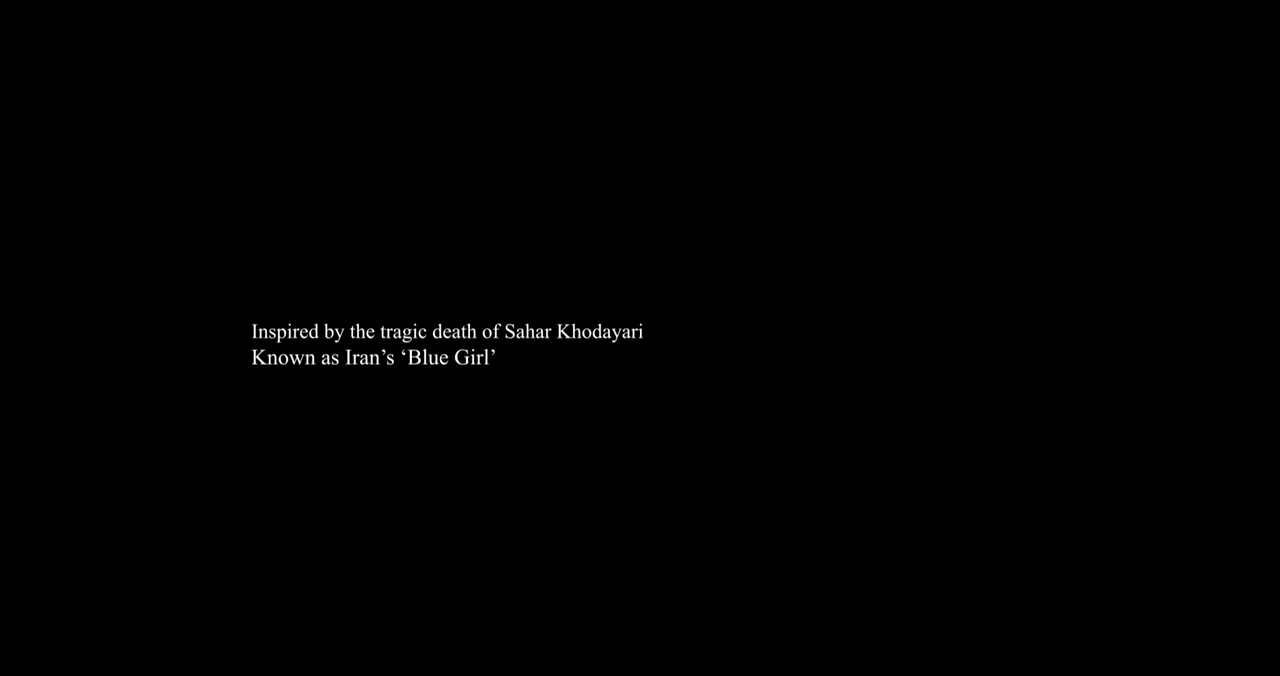 Inspired by the tragic death of Sahar Khodayari
Known as Iran’s ‘Blue Girl’